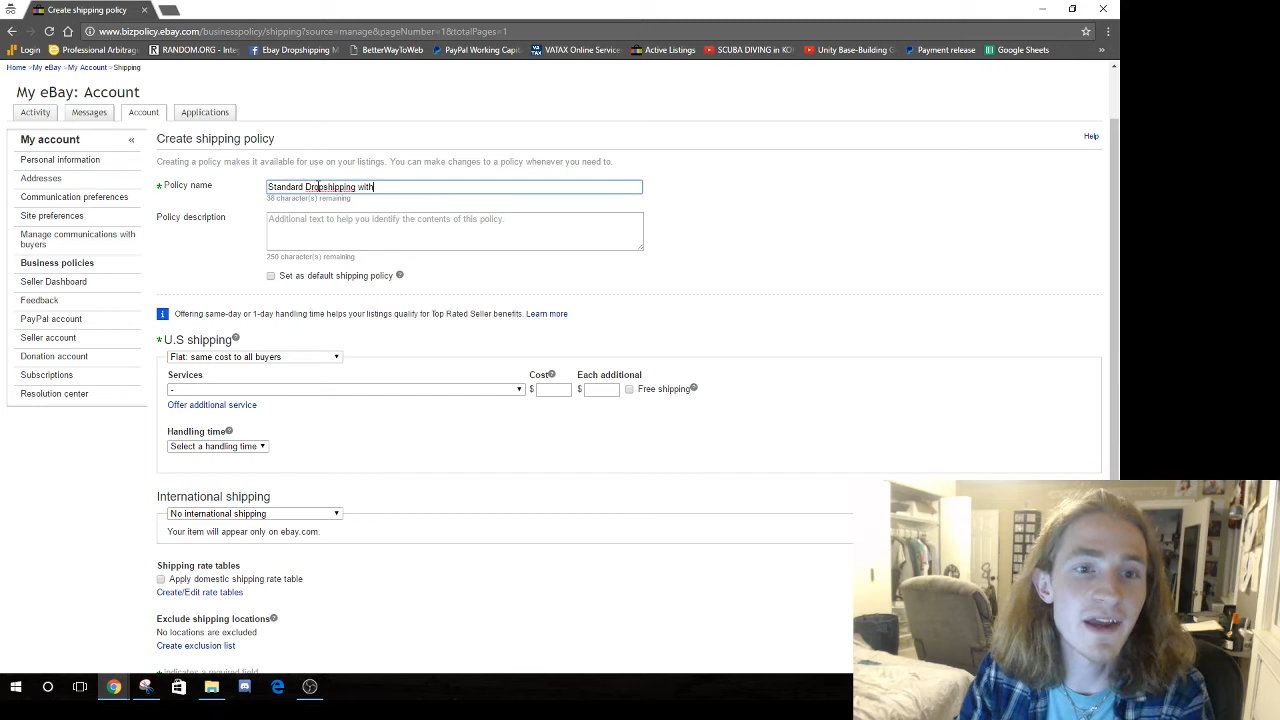 Create shipping policy
www.bizpolicy.ebay.com/businesspolicy/shipping?source=manage&pageNumber=1&totalPages=1
Login
Professional Arbitrag
RANDOM.ORG - Inte
Ebay Dropshipping M
BetterWayToWeb
PayPal Working Capit
VATAX Online Service
Active Listings
SCUBA DIVING in KO
Unity Base-Building G
Payment release
Google Sheets
»
Home > My eBay > My Account > Shipping
My eBay: Account
Activity
Messages
Account
Applications
My account
«
Personal information
Addresses
Communication preferences
Site preferences
Manage communications with
buyers
Business policies
Seller Dashboard
Feedback
PayPal account
Seller account
Donation account
Subscriptions
Resolution center
Create shipping policy
Help
Creating a policy makes it available for use on your listings. You can make changes to a policy whenever you need to.
* Policy name
Standard Dropshipping with
38 character(s) remaining
Policy description
Additional text to help you identify the contents of this policy.
250 character(s) remaining
Set as default shipping policy ?
i Offering same-day or 1-day handling time helps your listings qualify for Top Rated Seller benefits. Learn more
* U.S shipping ?
Flat: same cost to all buyers
Services
Cost ?
Each additional
-
$
$
Free shipping ?
Offer additional service
Handling time ?
Select a handling time
International shipping
No international shipping
Your item will appear only on ebay.com.
Shipping rate tables
Apply domestic shipping rate table
Create/Edit rate tables
Exclude shipping locations ?
No locations are excluded
Create exclusion list
* indicates a required field